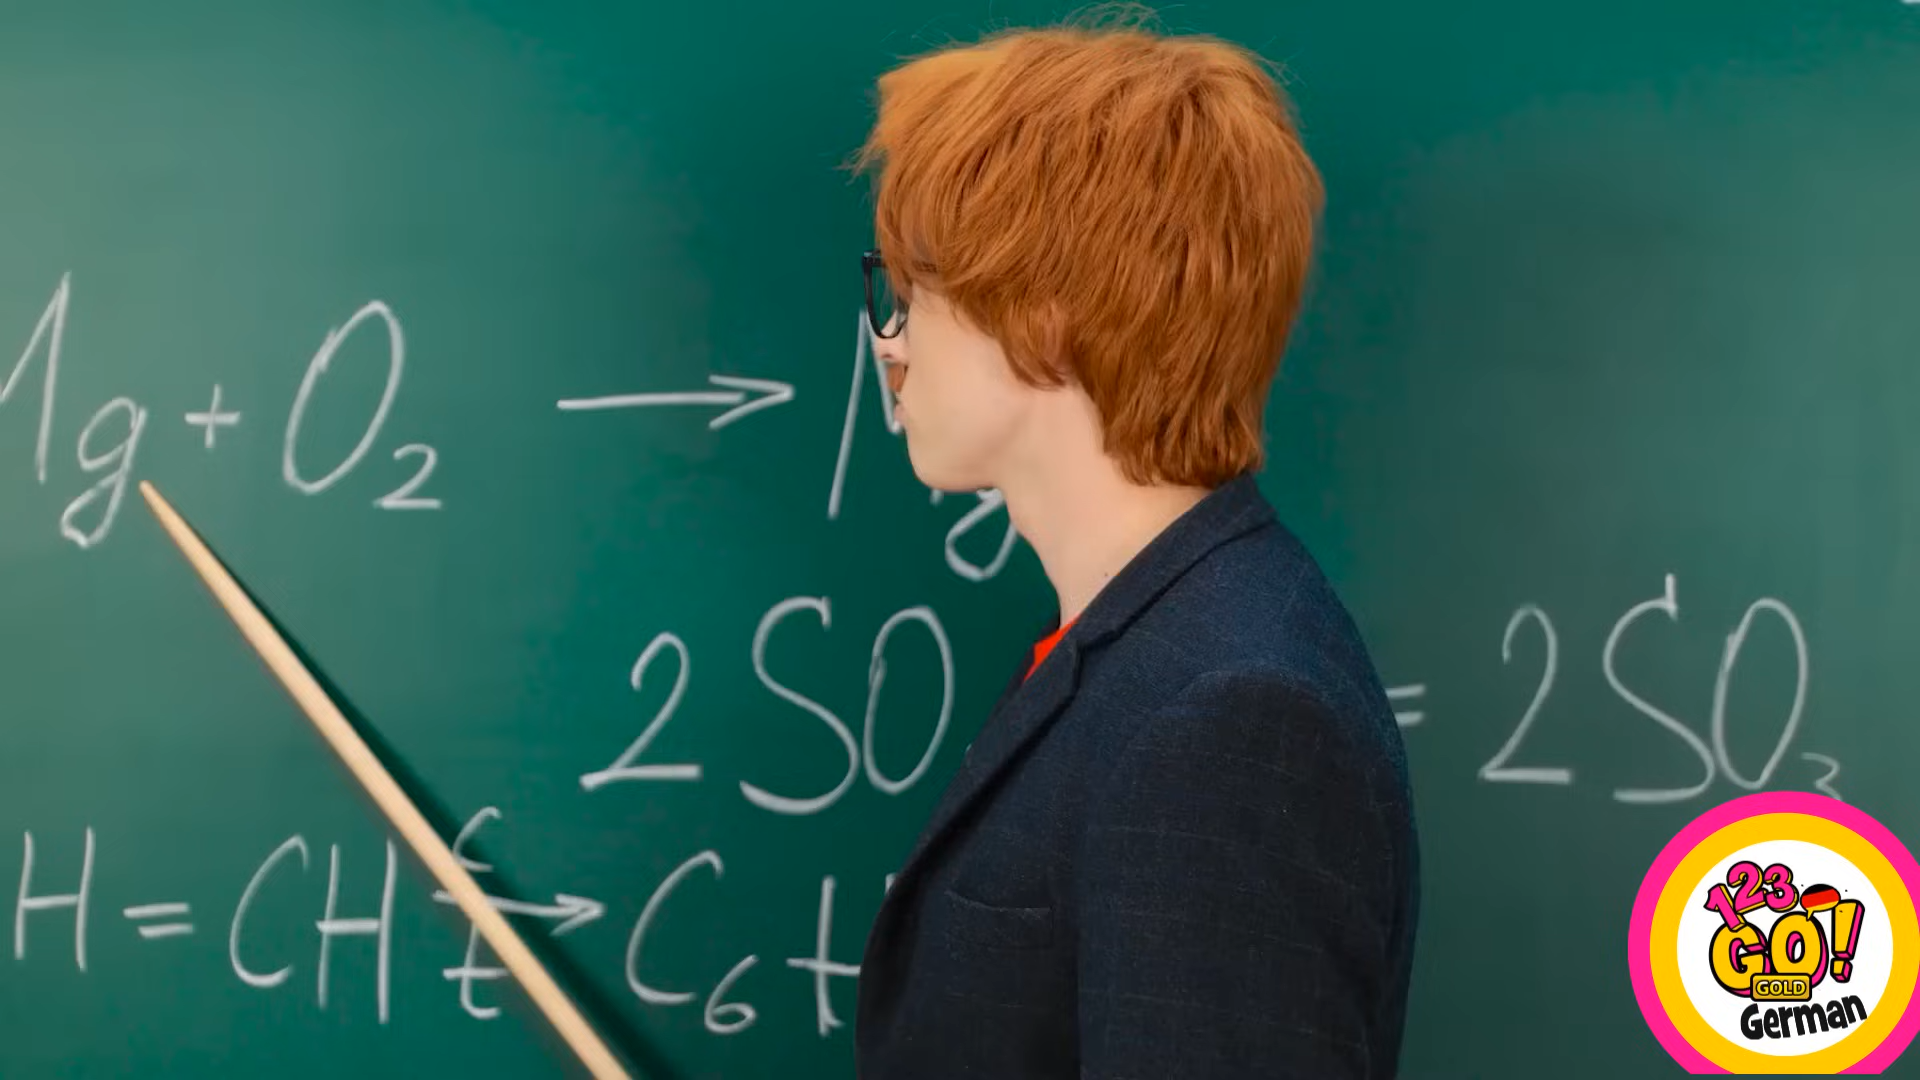 Mg + O₂ → Mg
2SO = 2SO₃
H = CH → C₆H
t
123
GO!
GOLD
German